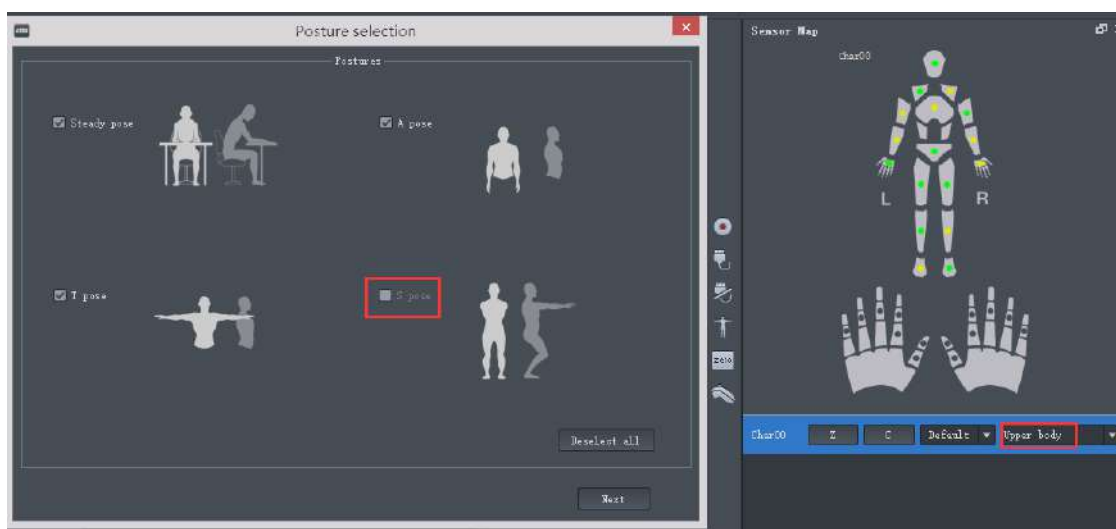 Posture selection
Postures
Steady pose
A pose
T pose
S pose
Deselect all
Next
Sensor Map
Char00
L
R
zero
Char00
Z
C
Default
Upper body